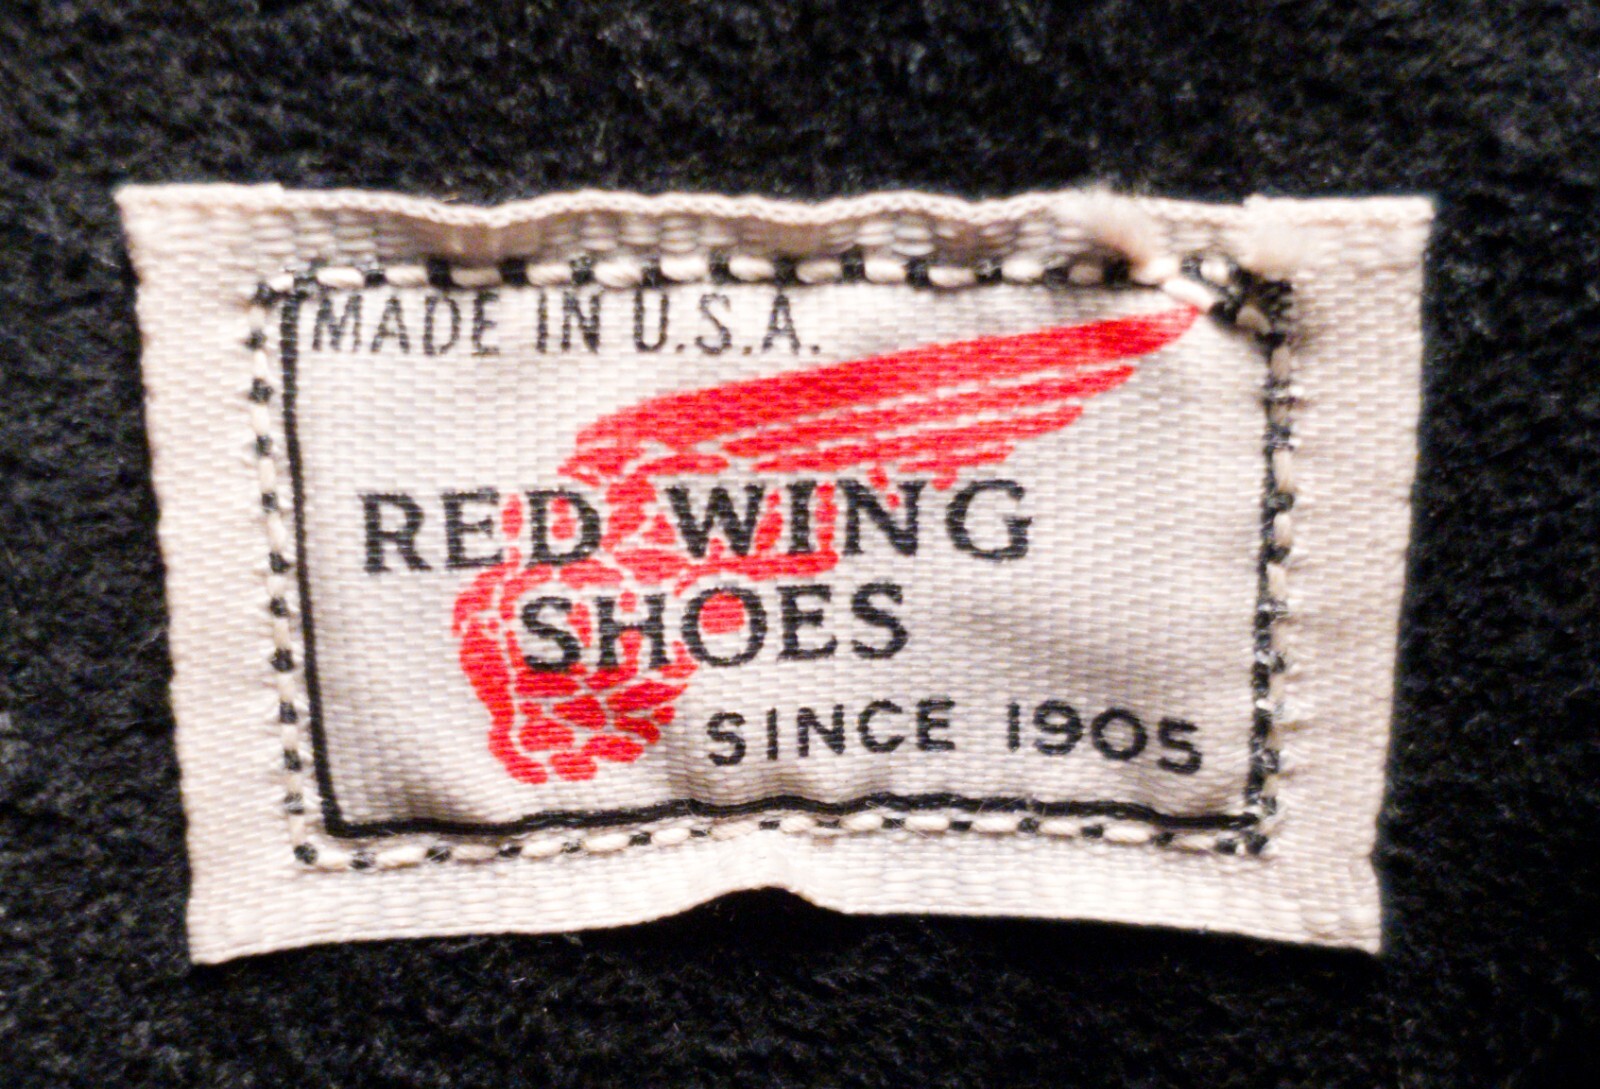 MADE IN U.S.A.
RED WING
SHOES
SINCE 1905